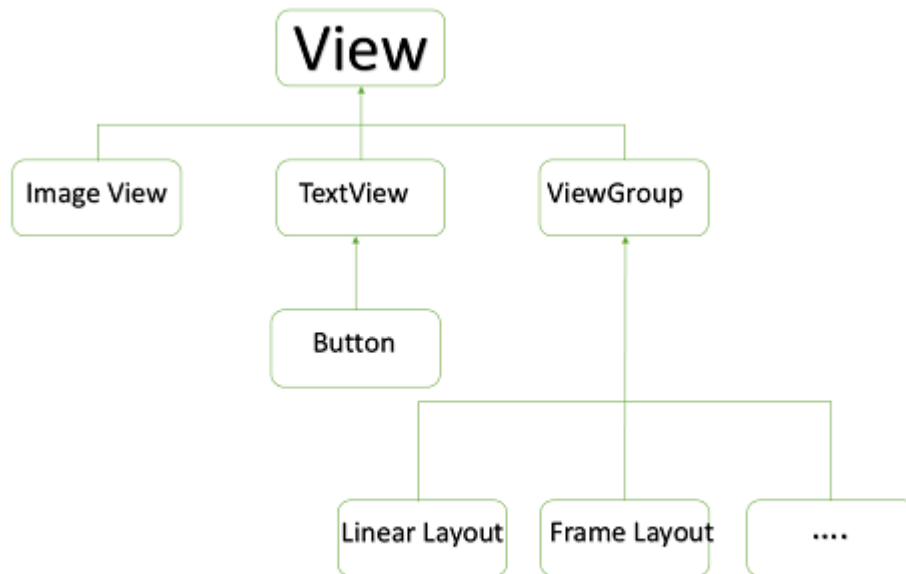 View
Image View
TextView
ViewGroup
Button
Linear Layout
Frame Layout
....